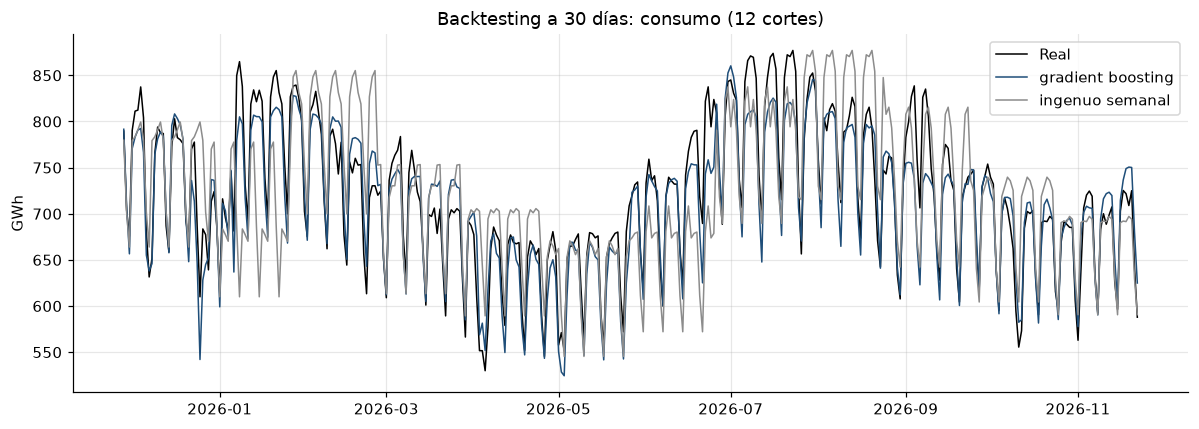 Backtesting a 30 días: consumo (12 cortes)
Real
gradient boosting
ingenuo semanal
GWh
850
800
750
700
650
600
550
2026-01
2026-03
2026-05
2026-07
2026-09
2026-11